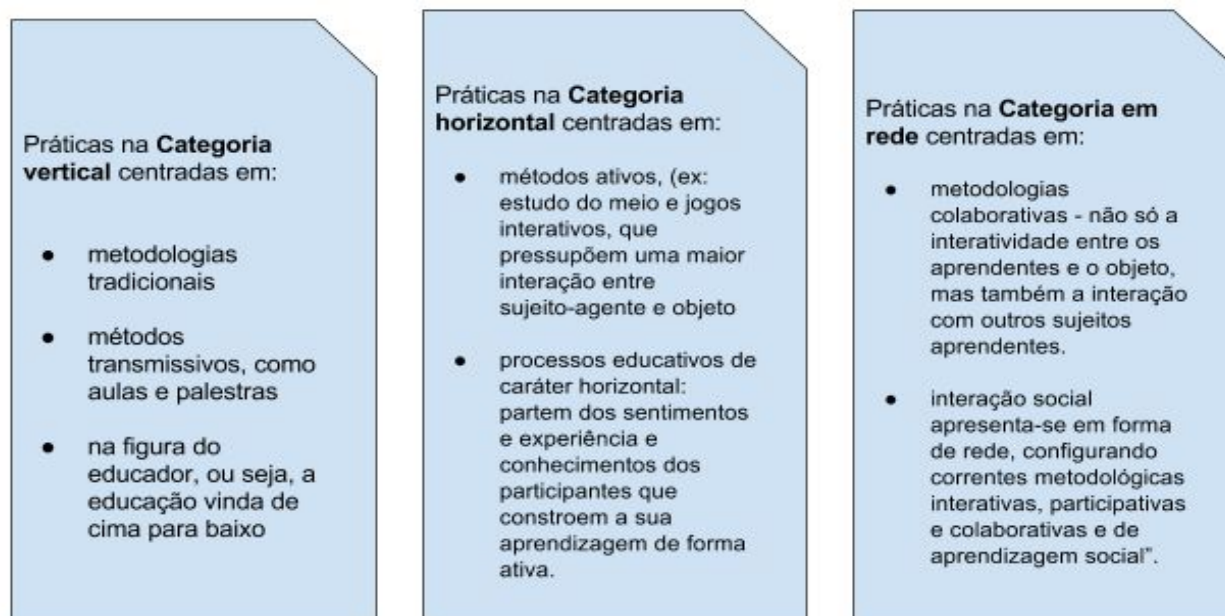 Práticas na Categoria
vertical centradas em:
● metodologias
tradicionais
● métodos
transmissivos, como
aulas e palestras
● na figura do
educador, ou seja, a
educação vinda de
cima para baixo
Práticas na Categoria
horizontal centradas em:
● métodos ativos, (ex:
estudo do meio e jogos
interativos, que
pressupõem uma maior
interação entre
sujeito-agente e objeto
● processos educativos de
caráter horizontal:
partem dos sentimentos
e experiência e
conhecimentos dos
participantes que
constroem a sua
aprendizagem de forma
ativa.
Práticas na Categoria em
rede centradas em:
● metodologias
colaborativas - não só a
interatividade entre os
aprendentes e o objeto,
mas também a interação
com outros sujeitos
aprendentes.
● interação social
apresenta-se em forma
de rede, configurando
correntes metodológicas
interativas, participativas
e colaborativas e de
aprendizagem social”.